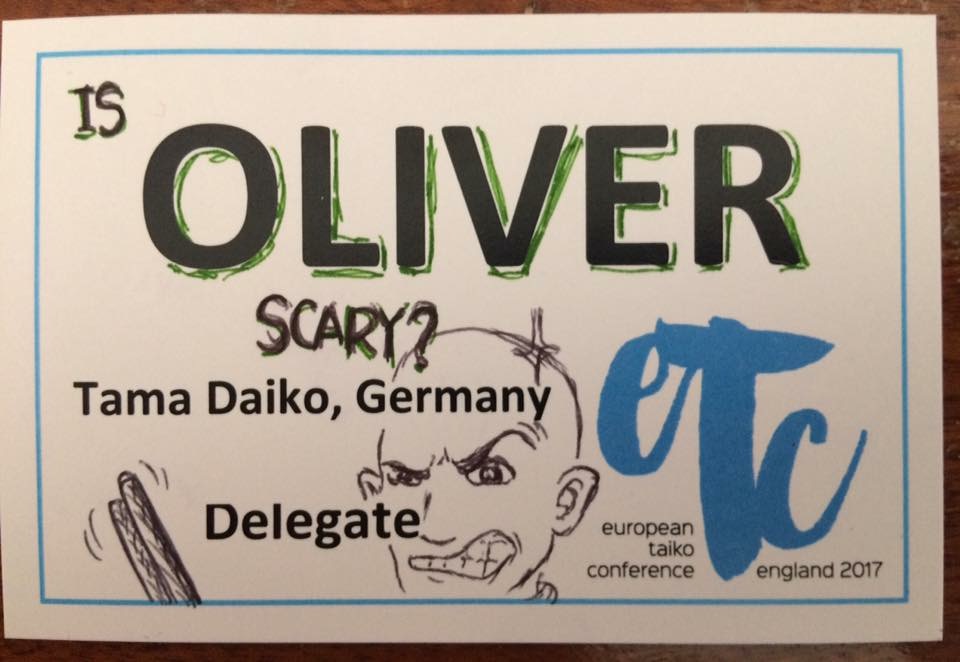 IS
OLIVER
SCARY?
Tama Daiko, Germany
Delegate
eTc
european
taiko
conference
england 2017